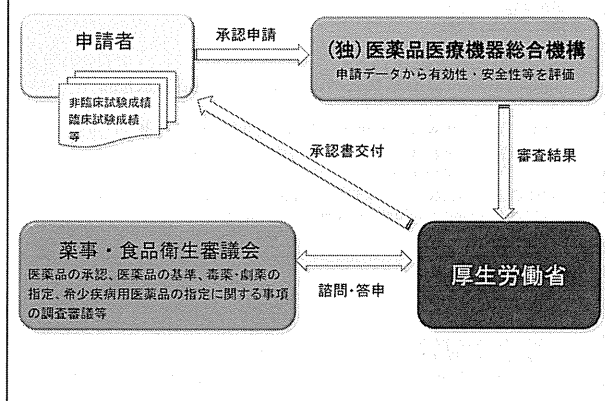 申請者
非臨床試験成績
臨床試験成績
等
承認申請
(独)医薬品医療機器総合機構
申請データから有効性・安全性等を評価
承認書交付
審査結果
薬事・食品衛生審議会
医薬品の承認、医薬品の基準、毒薬・劇薬の
指定、希少疾病用医薬品の指定に関する事項
の調査審議等
諮問・答申
厚生労働省